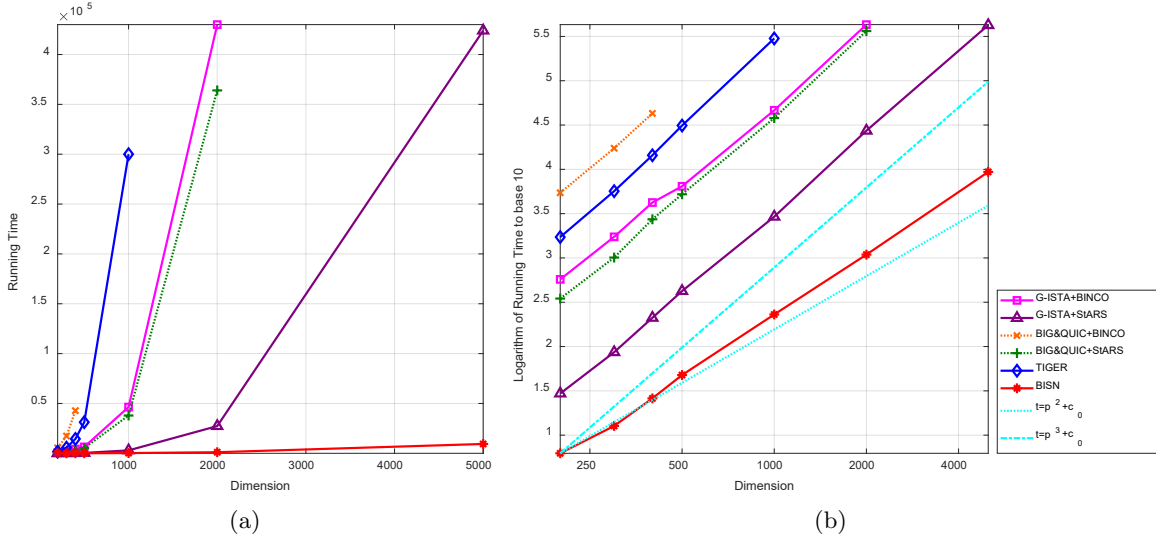 × 10 5
4
3.5
3
2.5
2
1.5
1
0.5
Running Time
1000
2000
3000
4000
5000
Dimension
(a)
5.5
5
4.5
4
3.5
3
2.5
2
1.5
1
Logarithm of Running Time to base 10
250
500
1000
2000
4000
Dimension
(b)
G-ISTA+BINCO
G-ISTA+StARS
BIG&QUIC+BINCO
BIG&QUIC+StARS
TIGER
BISN
t=p 2 +c 0
t=p 3 +c 0